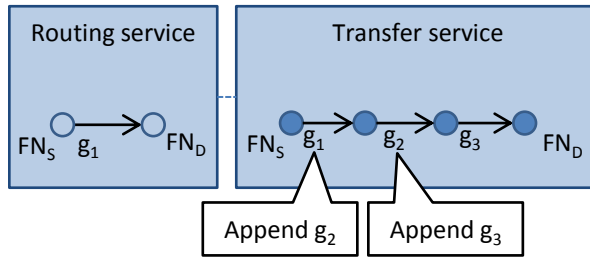 Routing service
FNS
g1
FND
Transfer service
FNS
g1
g2
g3
FND
Append g2
Append g3